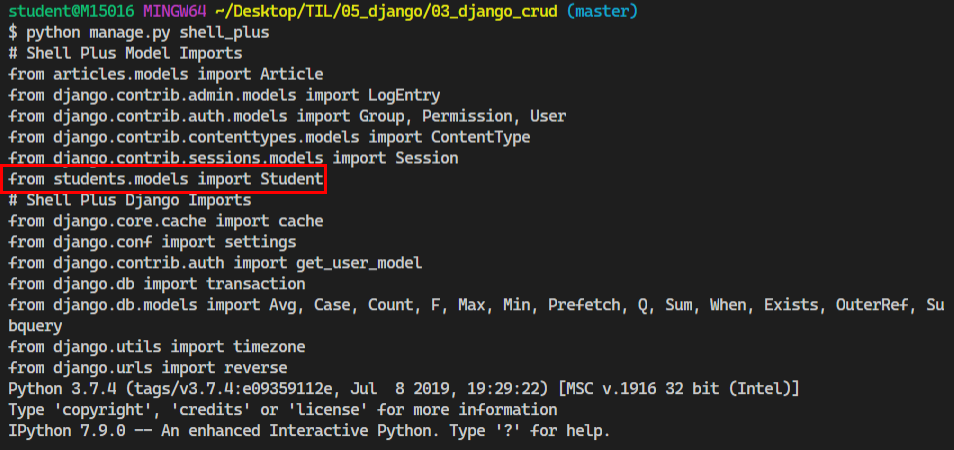 student@M15016 MINGW64 ~/Desktop/TIL/05_django/03_django_crud (master)
$ python manage.py shell_plus
# Shell Plus Model Imports
from articles.models import Article
from django.contrib.admin.models import LogEntry
from django.contrib.auth.models import Group, Permission, User
from django.contrib.contenttypes.models import ContentType
from django.contrib.sessions.models import Session
from students.models import Student
# Shell Plus Django Imports
from django.core.cache import cache
from django.conf import settings
from django.contrib.auth import get_user_model
from django.db import transaction
from django.db.models import Avg, Case, Count, F, Max, Min, Prefetch, Q, Sum, When, Exists, OuterRef, Su
bquery
from django.utils import timezone
from django.urls import reverse
Python 3.7.4 (tags/v3.7.4:e09359112e, Jul  8 2019, 19:29:22) [MSC v.1916 32 bit (Intel)]
Type 'copyright', 'credits' or 'license' for more information
IPython 7.9.0 -- An enhanced Interactive Python. Type '?' for help.